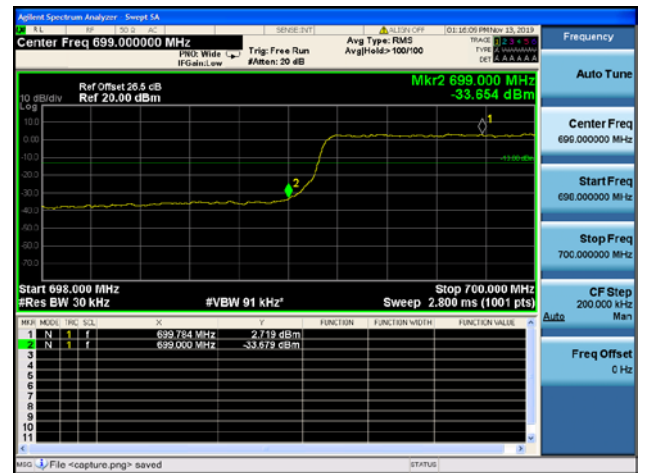 Agilent Spectrum Analyzer - Swept SA
RL RF 50 Ω AC SENSE:INT ALIGN OFF 01:16:09 PM Nov 13, 2019
Center Freq 699.000000 MHz
PNO: Wide Trig: Free Run Avg Type: RMS TRACE 1 2 3 4 5 6
IFGain:Low #Atten: 20 dB Avg|Hold:> 100/100 TYPE
DET A A A A A A
Mkr2 699.000 MHz
-33.654 dBm
Ref Offset 26.5 dB
10 dB/div Ref 20.00 dBm
Log
10.0
0.00
-10.0
-20.0
-30.0
-40.0
-50.0
-60.0
-70.0
1
-13.00 dBm
2
Start 698.000 MHz Stop 700.000 MHz
#Res BW 30 kHz #VBW 91 kHz* Sweep 2.800 ms (1001 pts)
MKR MODE TRC SCL X Y FUNCTION FUNCTION WIDTH FUNCTION VALUE
1 N 1 f 699.784 MHz 2.719 dBm
2 N 1 f 699.000 MHz -33.679 dBm
3
4
5
6
7
8
9
10
11
MSG File <capture.png> saved STATUS
Frequency
Auto Tune
Center Freq
699.000000 MHz
Start Freq
698.000000 MHz
Stop Freq
700.000000 MHz
CF Step
200.000 kHz
Auto Man
Freq Offset
0 Hz